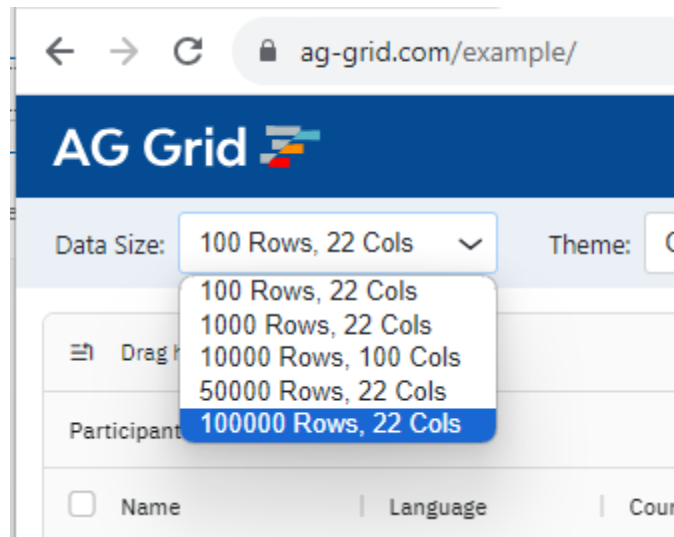 ag-grid.com/example/
AG Grid
Data Size: 100 Rows, 22 Cols Theme:
100 Rows, 22 Cols
1000 Rows, 22 Cols
10000 Rows, 100 Cols
50000 Rows, 22 Cols
100000 Rows, 22 Cols
Drag
Participant
Name Language